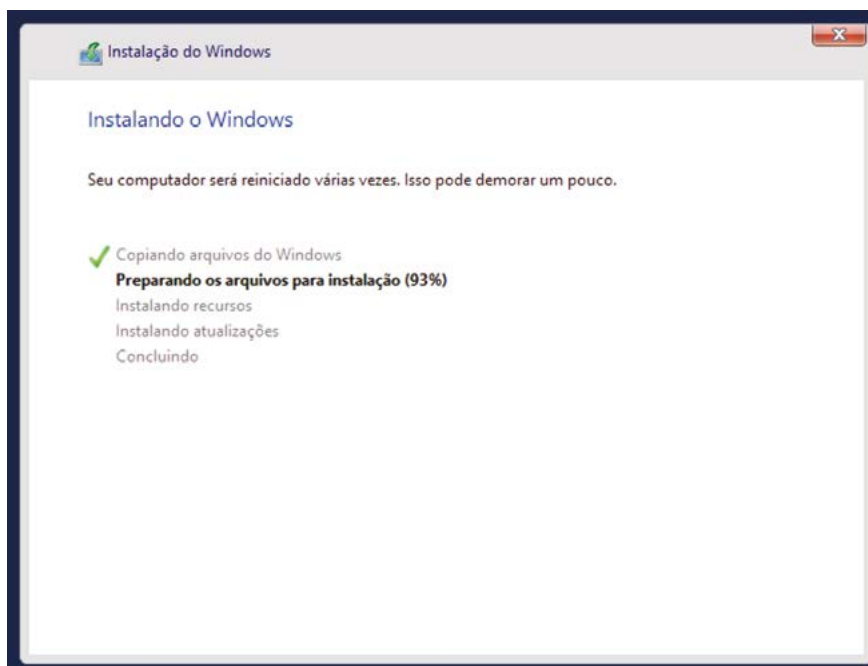 Instalação do Windows
Instalando o Windows
Seu computador será reiniciado várias vezes. Isso pode demorar um pouco.
Copiando arquivos do Windows
Preparando os arquivos para instalação (93%)
Instalando recursos
Instalando atualizações
Concluindo